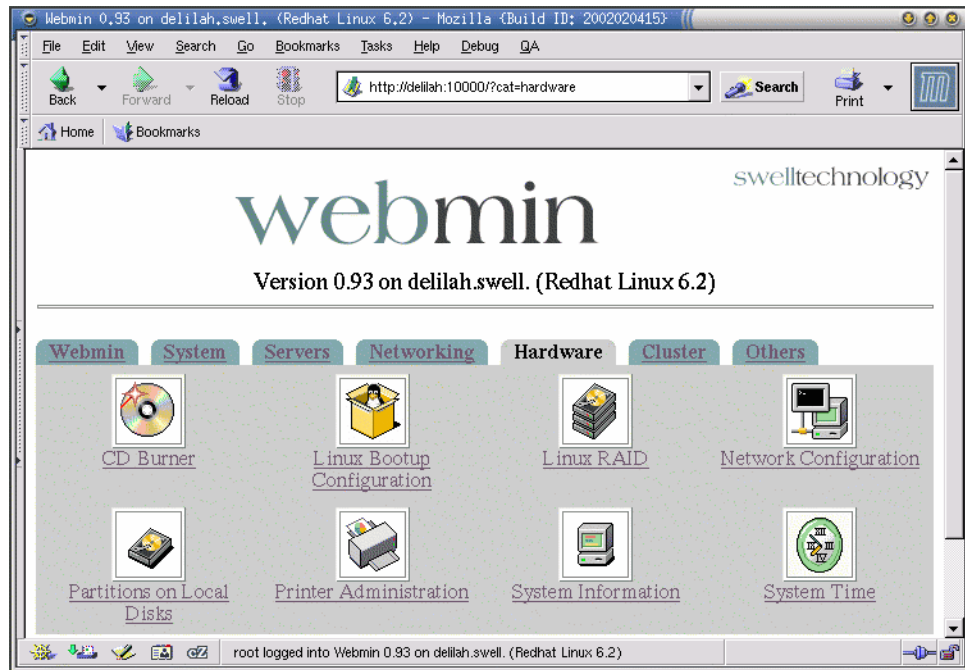 Webmin 0.93 on delilah.swell. (Redhat Linux 6.2) - Mozilla {Build ID: 2002020415}
File Edit View Search Go Bookmarks Tasks Help Debug QA
Back Forward Reload Stop http://delilah:10000/?cat=hardware Search Print
Home Bookmarks
swelltechnology
webmin
Version 0.93 on delilah.swell. (Redhat Linux 6.2)
Webmin System Servers Networking Hardware Cluster Others
CD Burner
Linux Bootup
Configuration
Linux RAID
Network Configuration
Partitions on Local
Disks
Printer Administration
System Information
System Time
root logged into Webmin 0.93 on delilah.swell. (Redhat Linux 6.2)